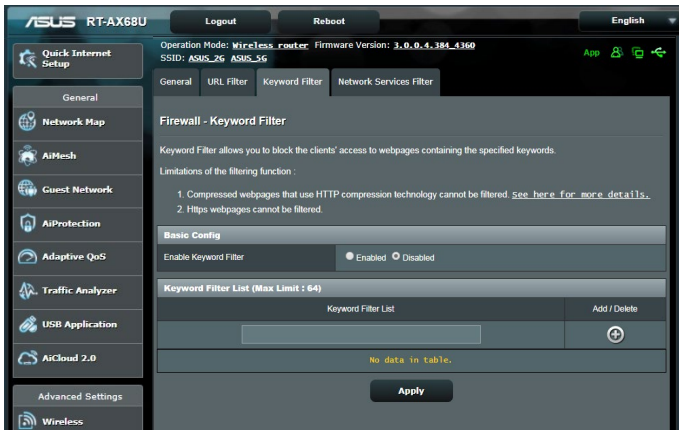 ASUS RT-AX68U
Logout
Reboot
English
Quick Internet
Setup
Operation Mode: Wireless router Firmware Version: 3.0.0.4.384_4360
SSID: ASUS_2G ASUS_5G
App
General
URL Filter
Keyword Filter
Network Services Filter
General
Network Map
AiMesh
Guest Network
AiProtection
Adaptive QoS
Traffic Analyzer
USB Application
AiCloud 2.0
Advanced Settings
Wireless
Firewall - Keyword Filter
Keyword Filter allows you to block the clients' access to webpages containing the specified keywords.
Limitations of the filtering function :
1. Compressed webpages that use HTTP compression technology cannot be filtered. See here for more details.
2. Https webpages cannot be filtered.
Basic Config
Enable Keyword Filter
Enabled Disabled
Keyword Filter List (Max Limit : 64)
Keyword Filter List
Add / Delete
No data in table.
Apply